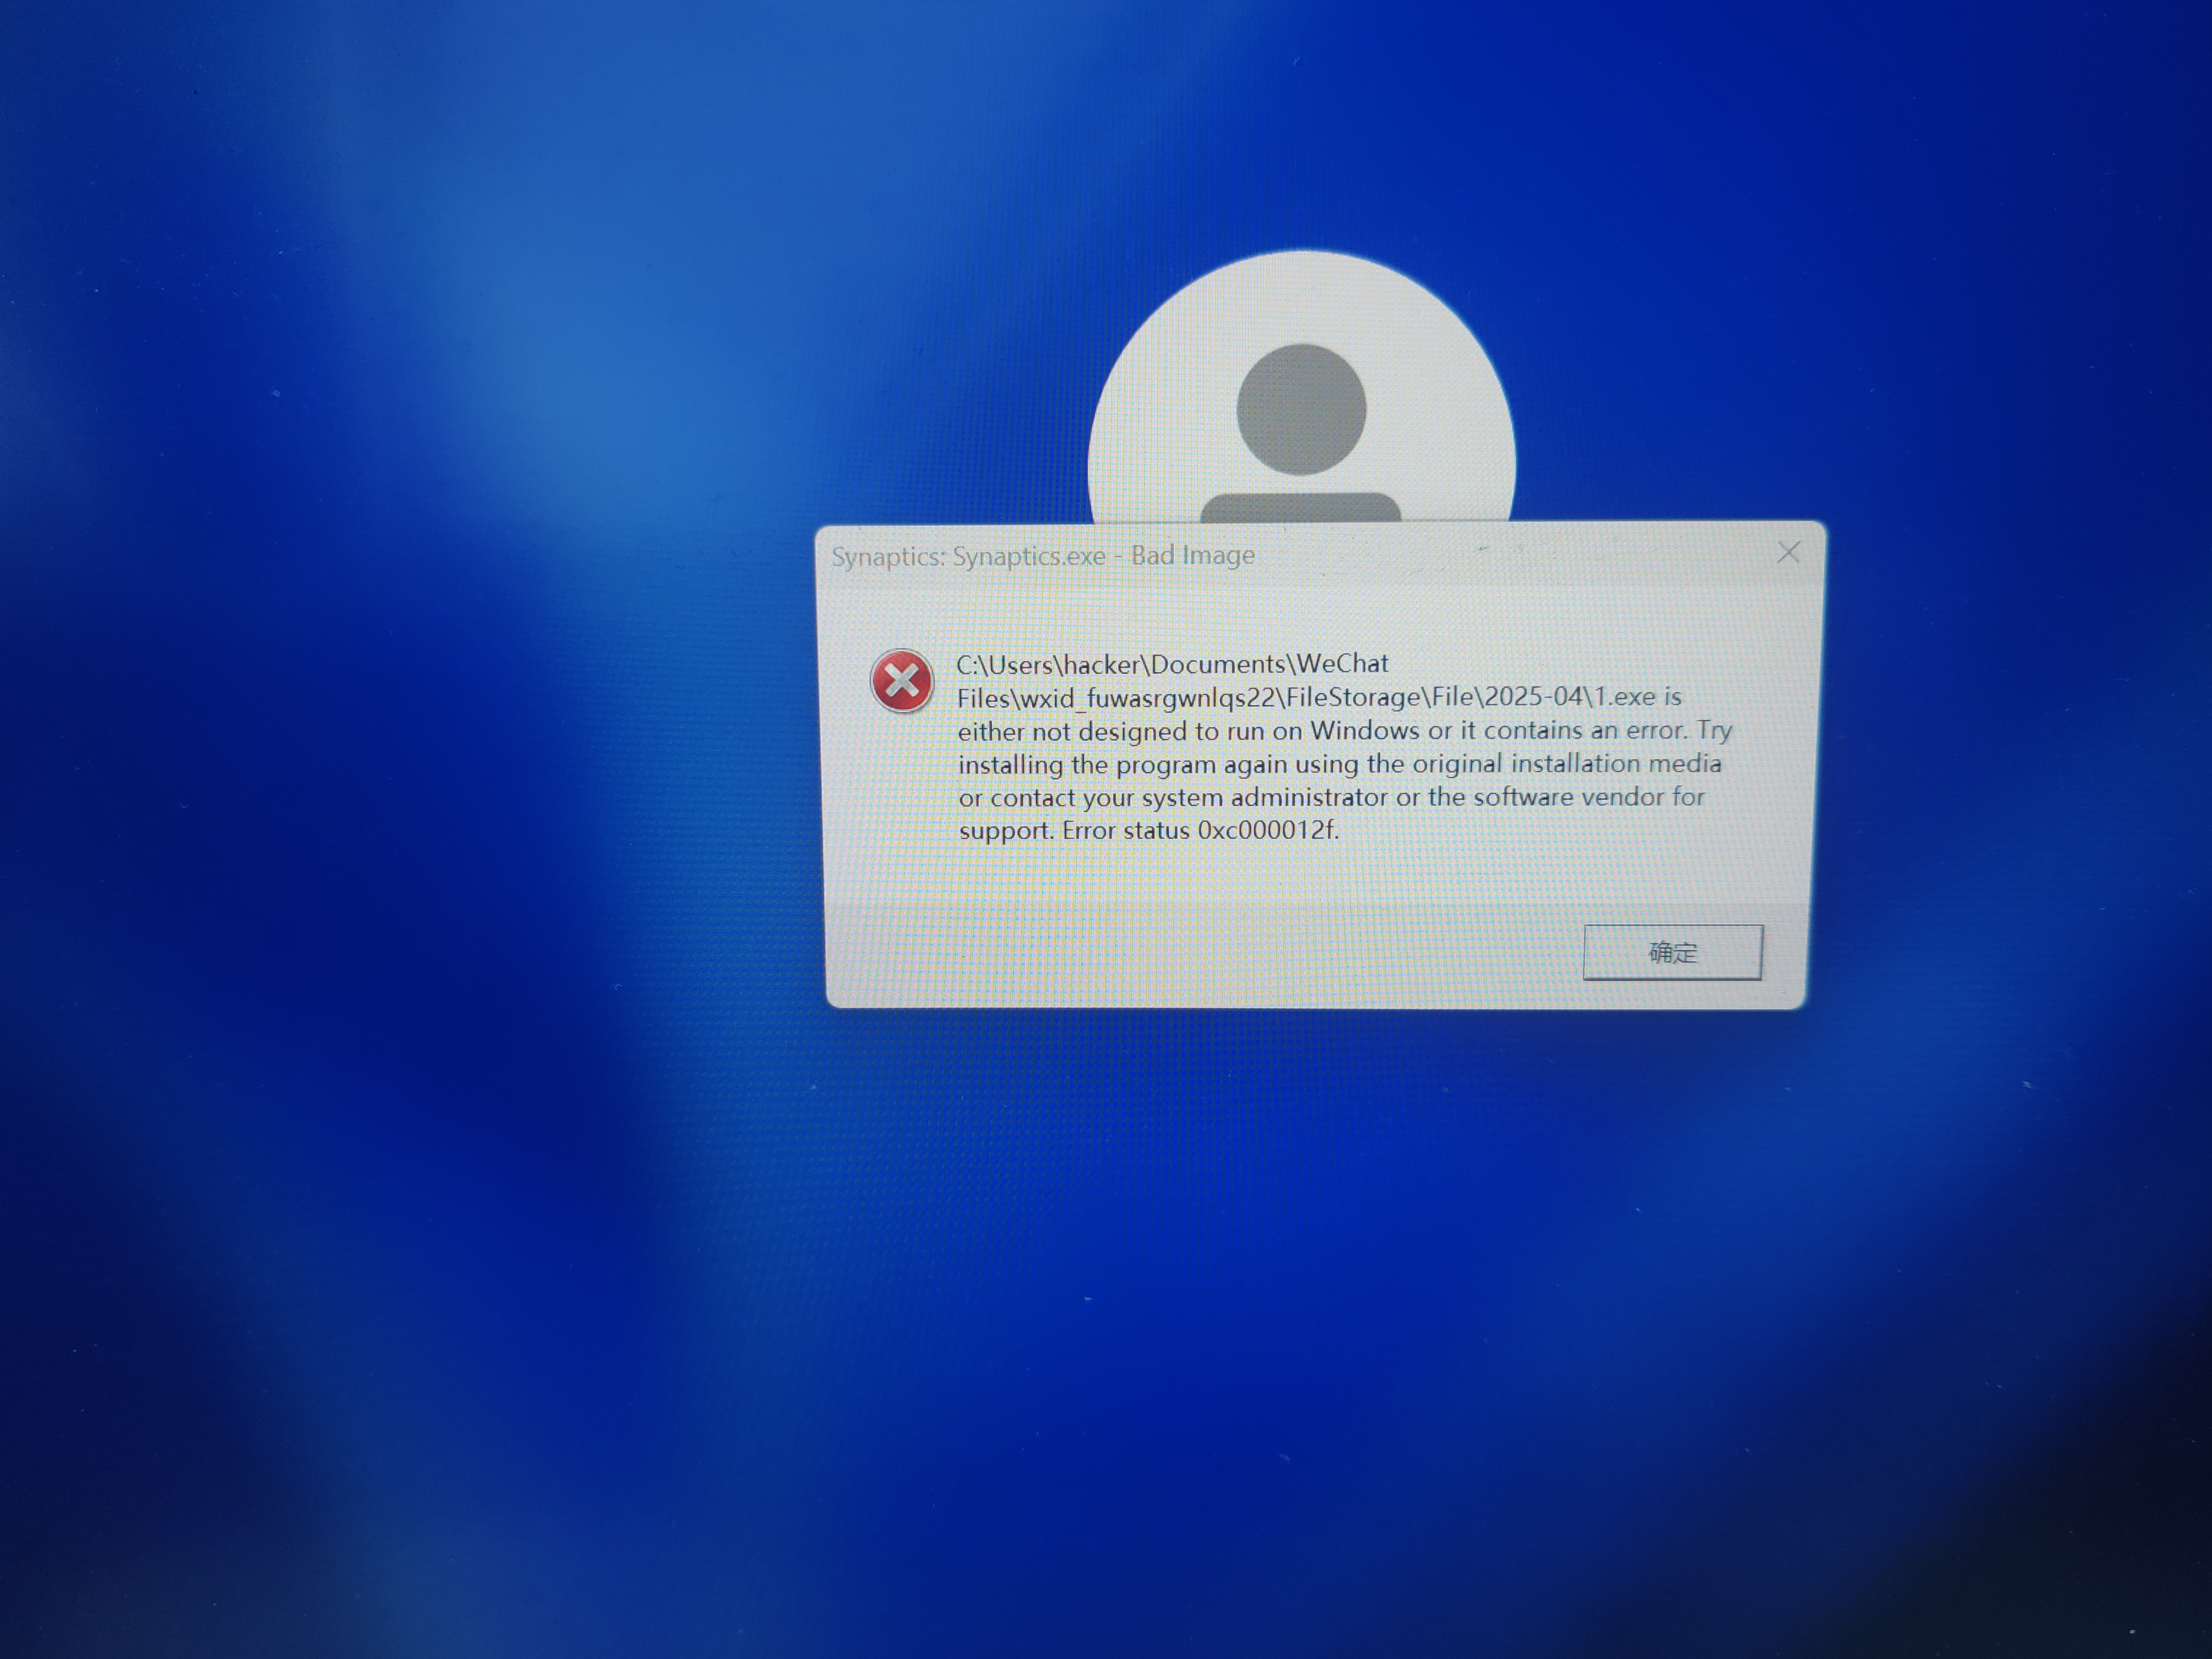 Synaptics: Synaptics.exe - Bad Image
C:\Users\hacker\Documents\WeChat
Files\wxid_fuwasrgwnlqs22\FileStorage\File\2025-04\1.exe is
either not designed to run on Windows or it contains an error. Try
installing the program again using the original installation media
or contact your system administrator or the software vendor for
support. Error status 0xc000012f.
确定